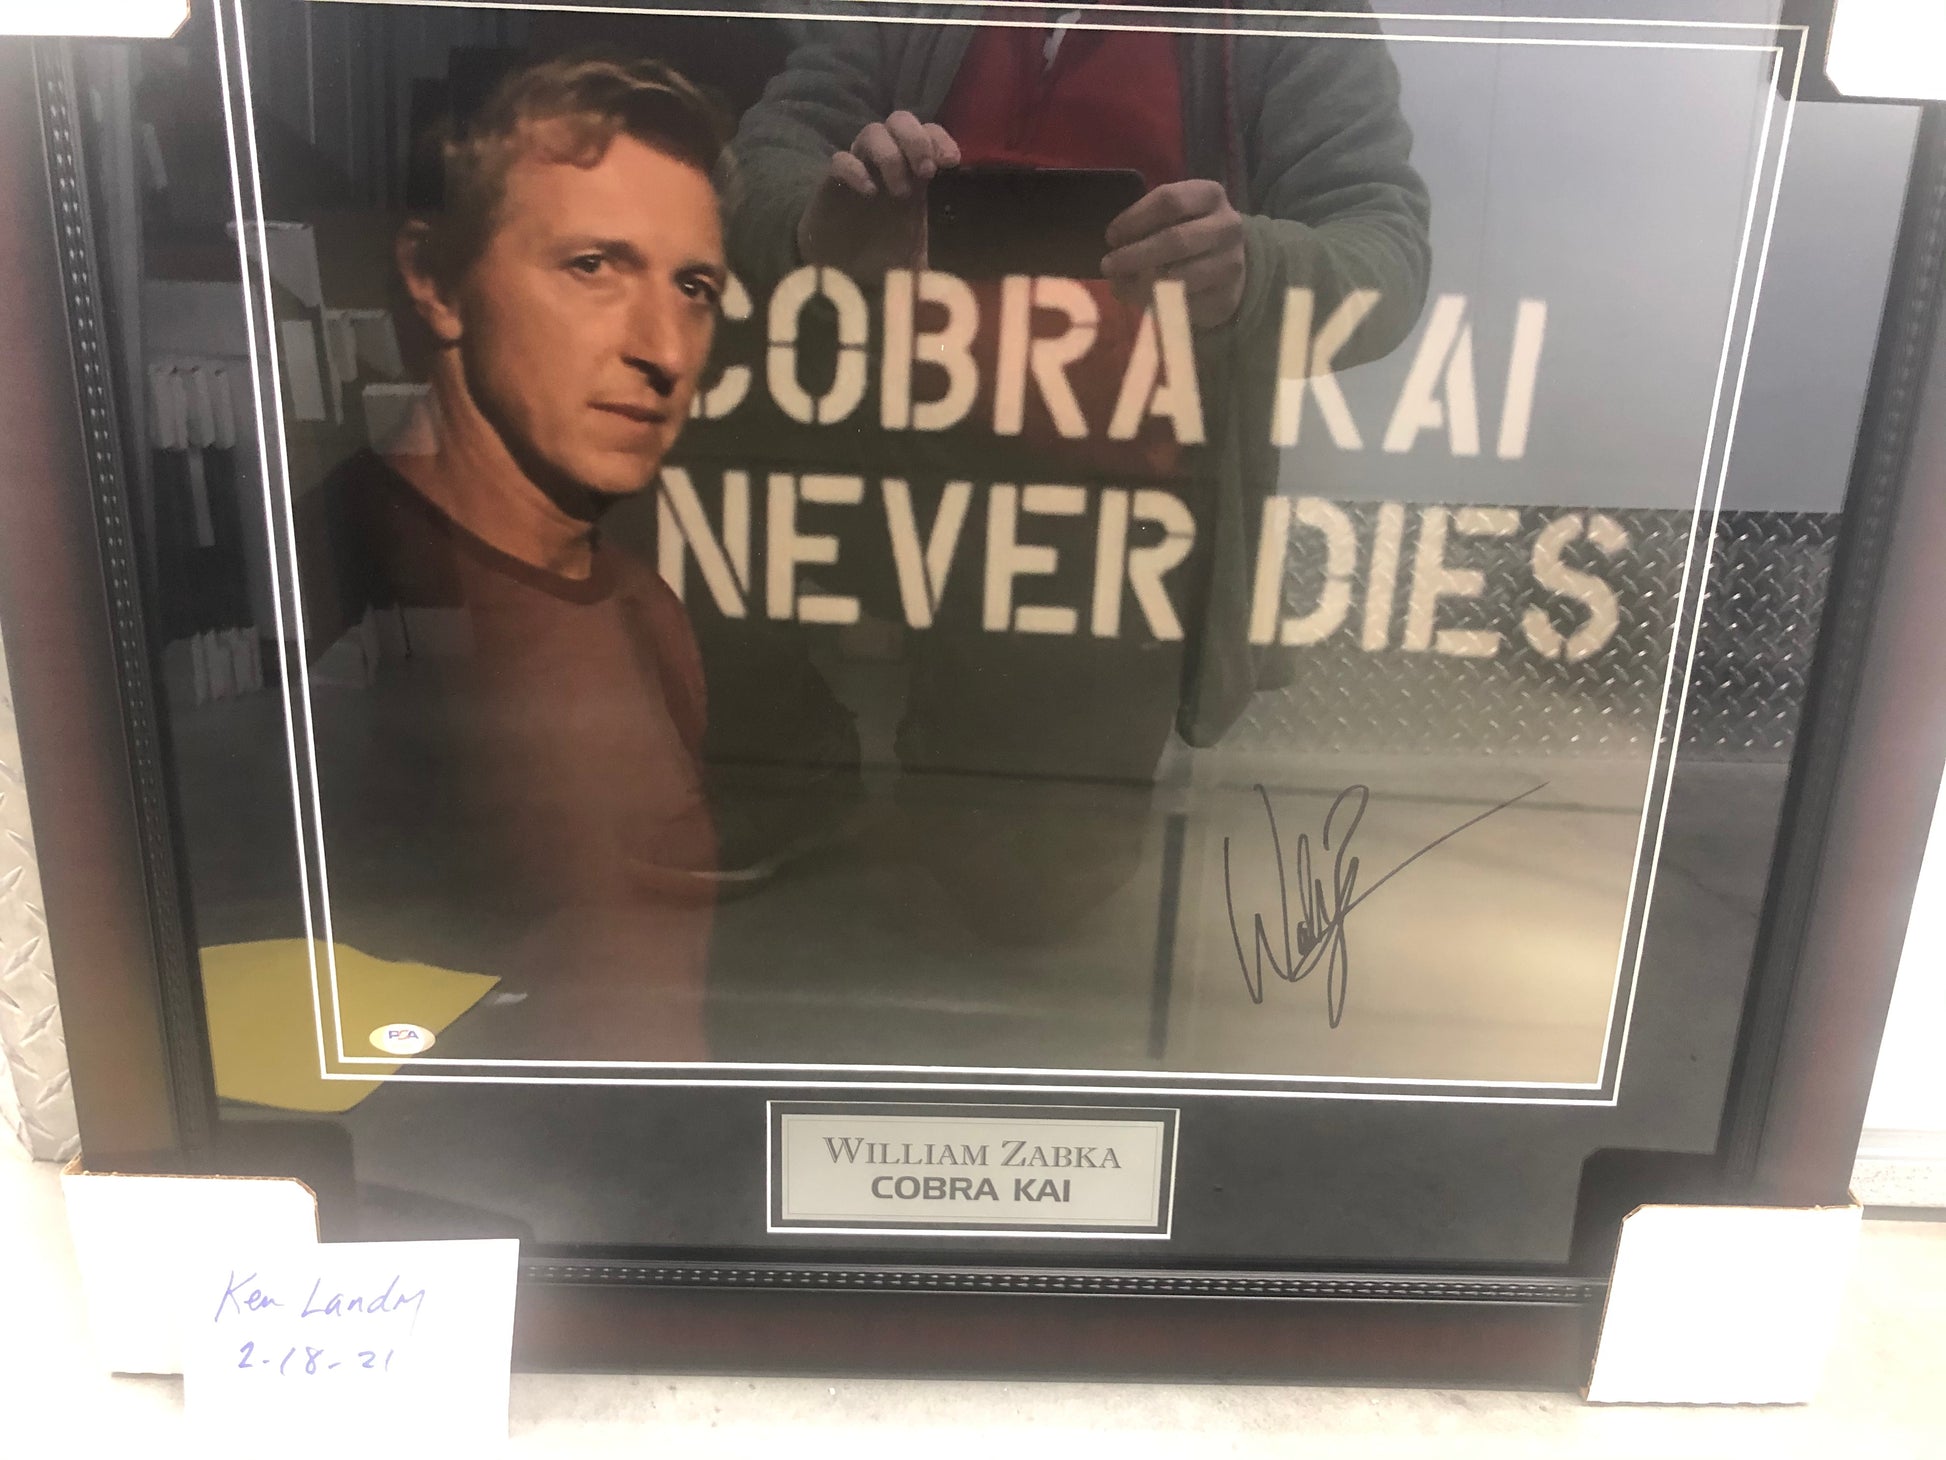 COBRA KAI
NEVER DIES
PSA
WILLIAM ZABKA
COBRA KAI
Ken Landry
2-18-21